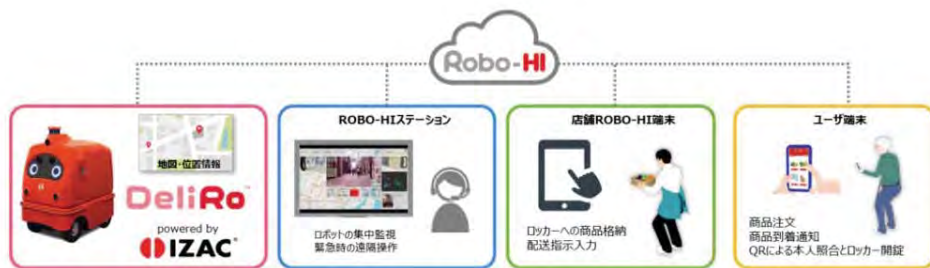 Robo-HI
地図・位置情報
DeliRo™
powered by
IZAC®
ROBO-HIステーション
ロボットの集中監視
緊急時の遠隔操作
店舗ROBO-HI端末
ロッカーへの商品格納
配送指示入力
ユーザ端末
商品注文
商品到着通知
QRによる本人照合とロッカー開錠